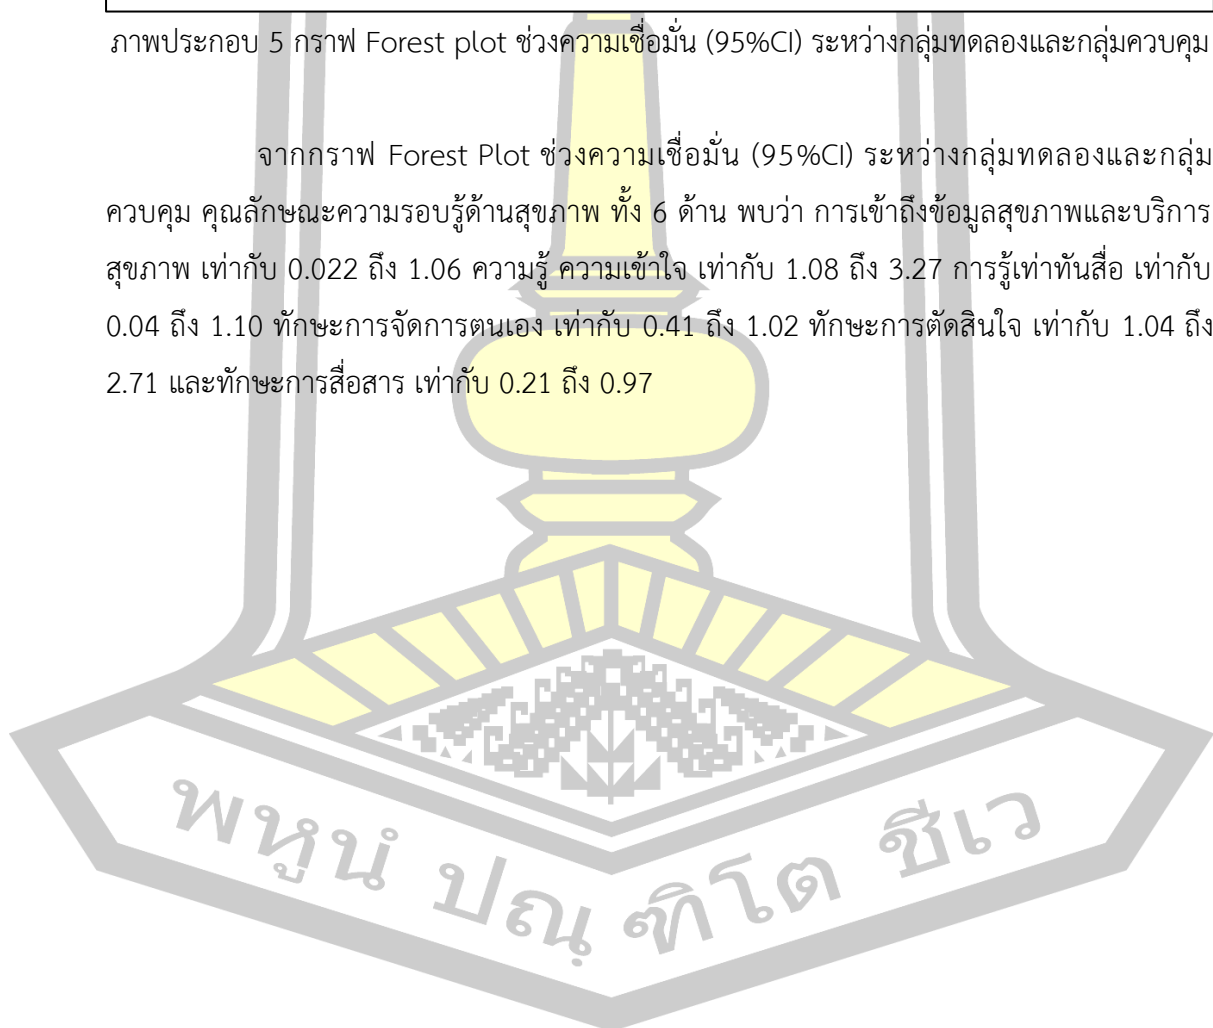 ภาพประกอบ 5 กราฟ Forest plot ช่วงความเชื่อมั่น (95%CI) ระหว่างกลุ่มทดลองและกลุ่มควบคุม
จากกราฟ Forest Plot ช่วงความเชื่อมั่น (95%CI) ระหว่างกลุ่มทดลองและกลุ่ม
ควบคุม คุณลักษณะความรอบรู้ด้านสุขภาพ ทั้ง 6 ด้าน พบว่า การเข้าถึงข้อมูลสุขภาพและบริการ
สุขภาพ เท่ากับ 0.022 ถึง 1.06 ความรู้ ความเข้าใจ เท่ากับ 1.08 ถึง 3.27 การรู้เท่าทันสื่อ เท่ากับ
0.04 ถึง 1.10 ทักษะการจัดการตนเอง เท่ากับ 0.41 ถึง 1.02 ทักษะการตัดสินใจ เท่ากับ 1.04 ถึง
2.71 และทักษะการสื่อสาร เท่ากับ 0.21 ถึง 0.97
พหูนํ ปณฺฑิโต ชีเว